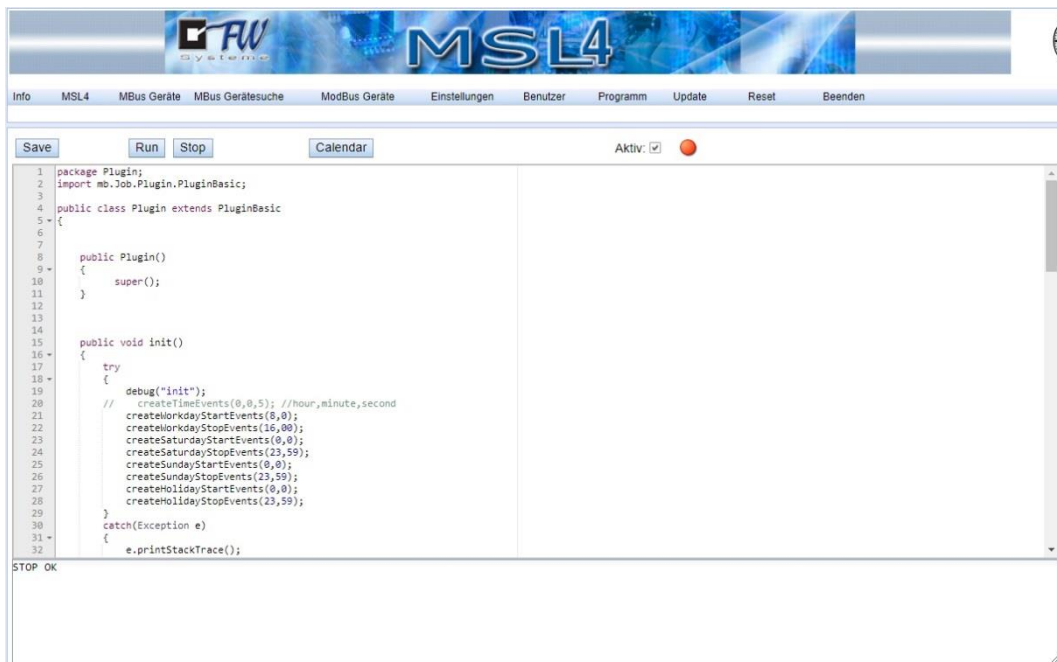 FW
Systeme
MSL4
Info MSL4 MBus Geräte MBus Gerätesuche ModBus Geräte Einstellungen Benutzer Programm Update Reset Beenden
Save Run Stop Calendar Aktiv:
1 package Plugin;
2 import mb.Job.Plugin.PluginBasic;
3
4 public class Plugin extends PluginBasic
5 {
6
7
8 public Plugin()
9 {
10 super();
11 }
12
13
14
15 public void init()
16 {
17 try
18 {
19 debug("init");
20 // createTimeEvents(0,0,5); //hour,minute,second
21 createWorkdayStartEvents(8,0);
22 createWorkdayStopEvents(16,00);
23 createSaturdayStartEvents(0,0);
24 createSaturdayStopEvents(23,59);
25 createSundayStartEvents(0,0);
26 createSundayStopEvents(23,59);
27 createHolidayStartEvents(0,0);
28 createHolidayStopEvents(23,59);
29 }
30 catch(Exception e)
31 {
32 e.printStackTrace();
STOP OK